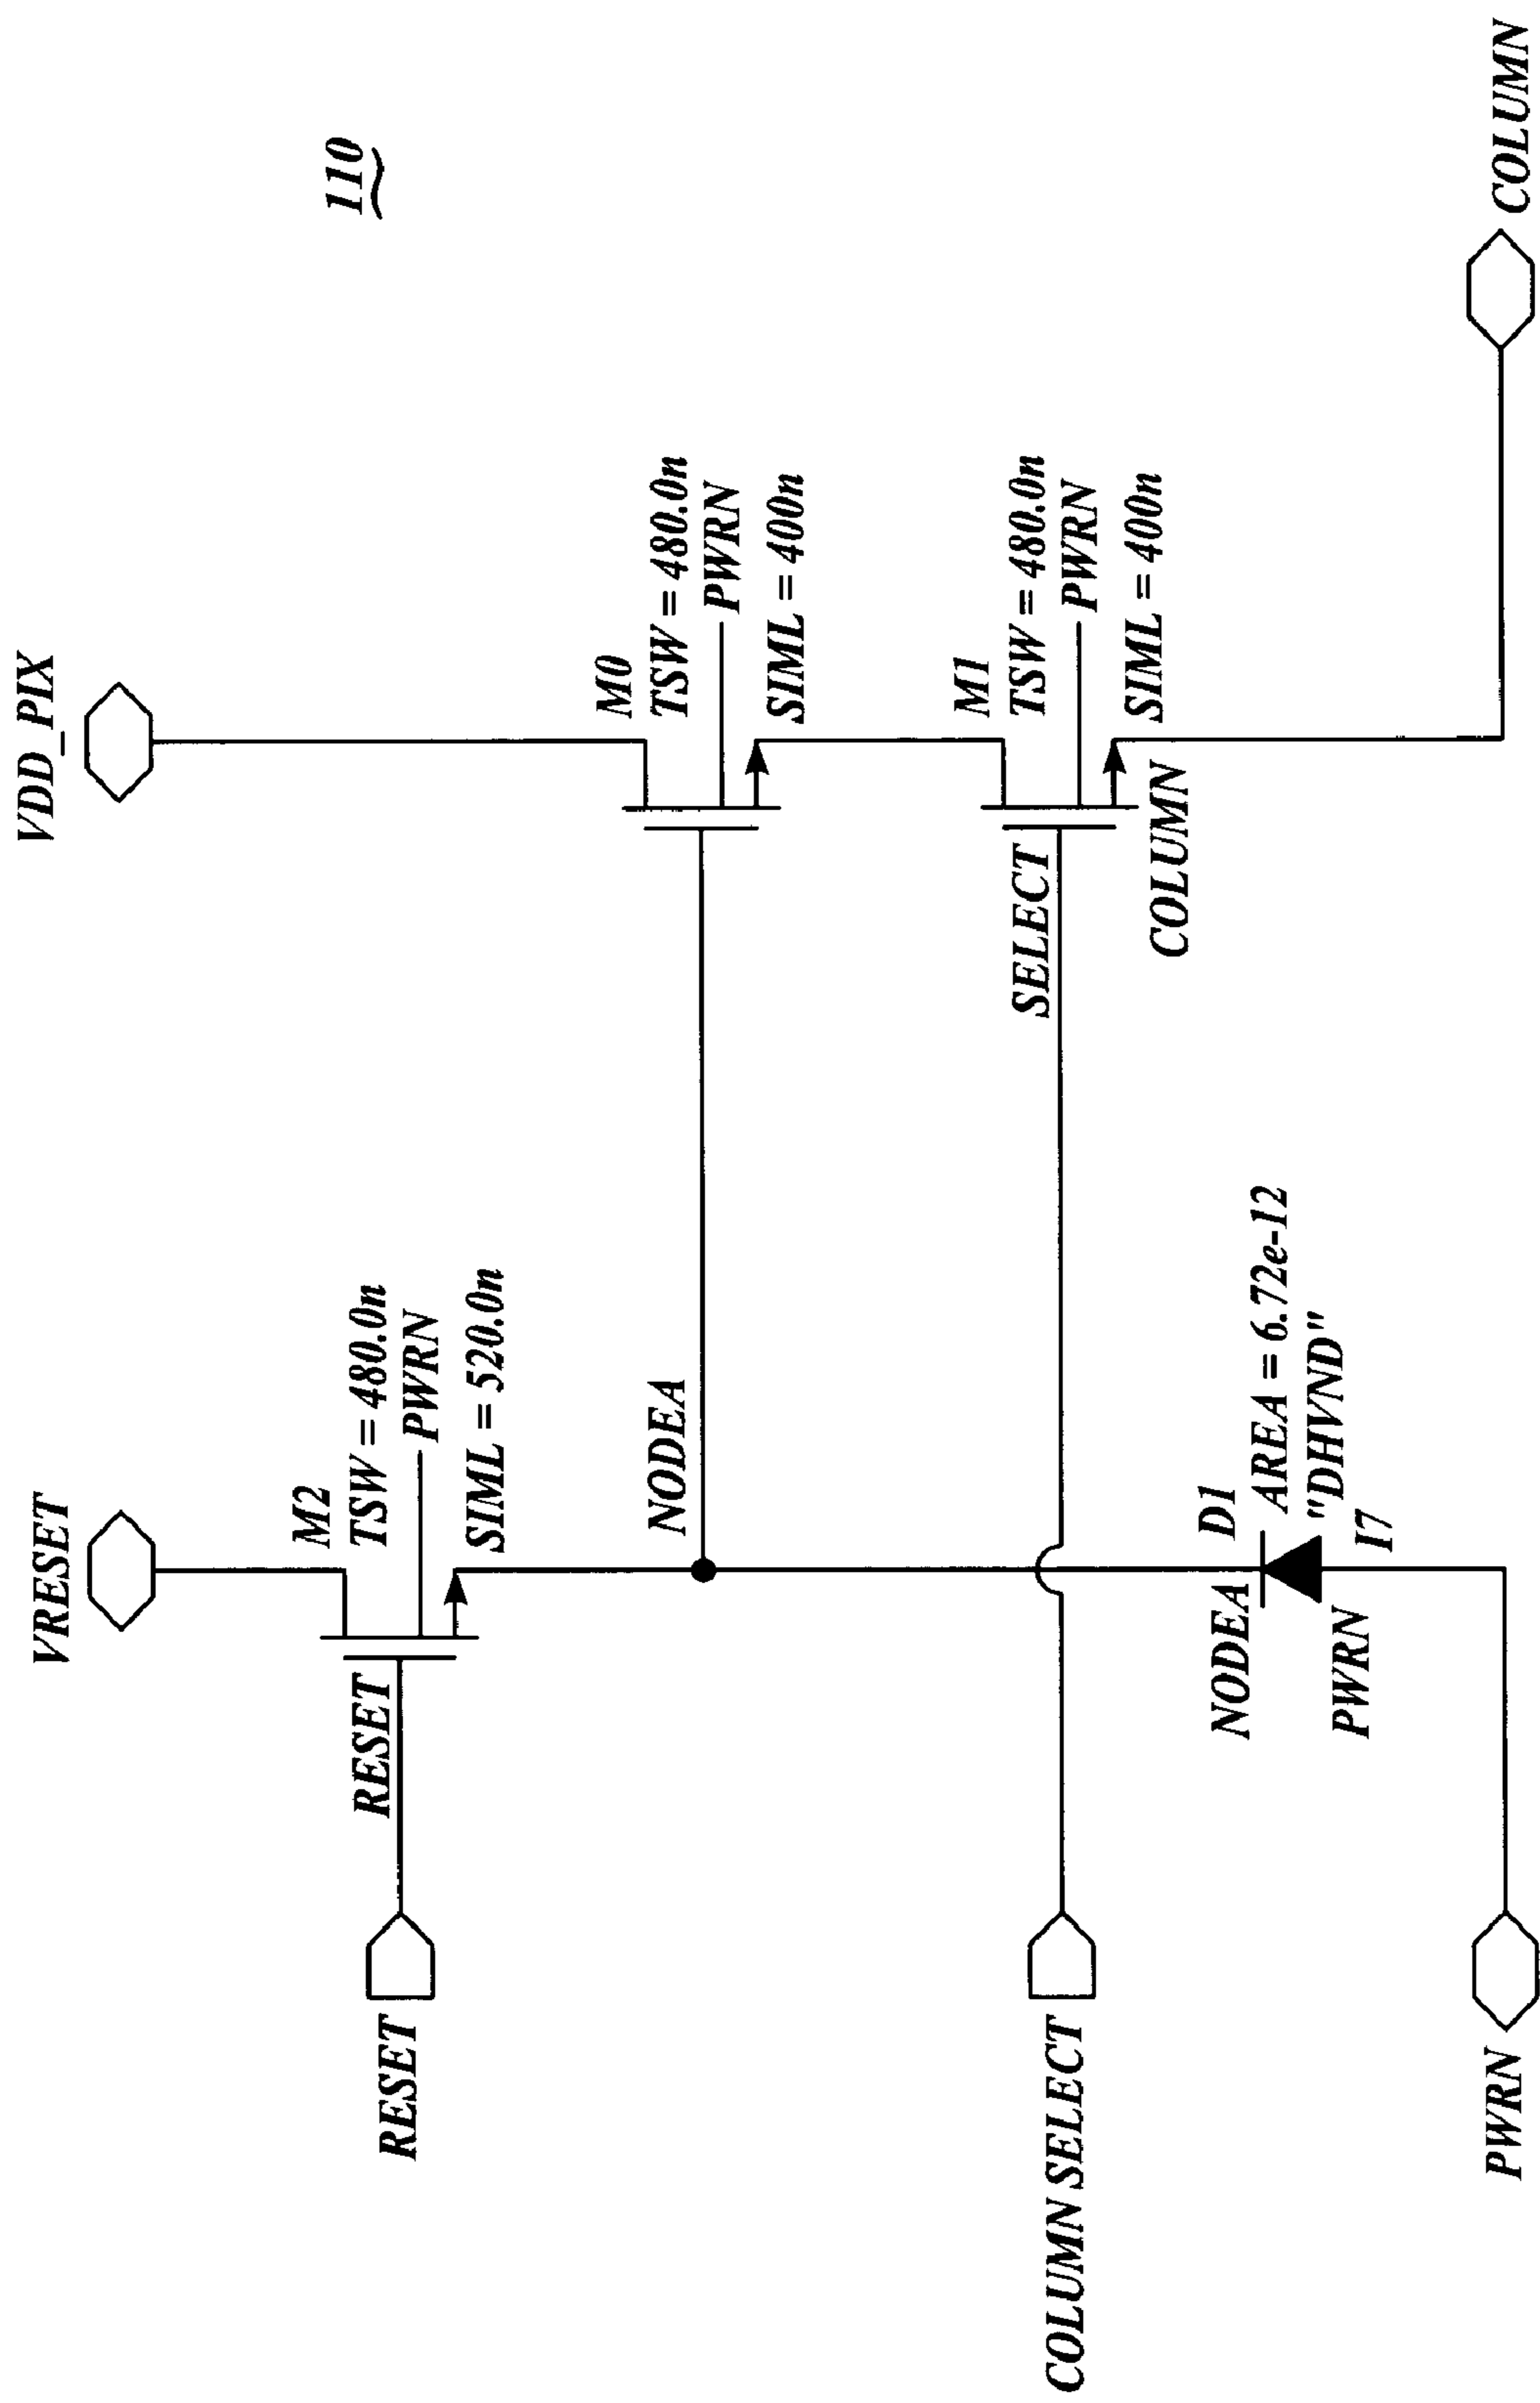 110
VDD_PIX
VRESET
M2
TSW = 480.0n
PWRN
SIML = 520.0n
RESET
RESET
M0
TSW = 480.0n
PWRN
SIML = 400n
NODEA
M1
TSW = 480.0n
PWRN
SIML = 400n
SELECT
COLUMN
COLUMN SELECT
D1
NODEA
AREA = 6.72e-12
"DHVND"
PWRN
I7
PWRN
COLUMN